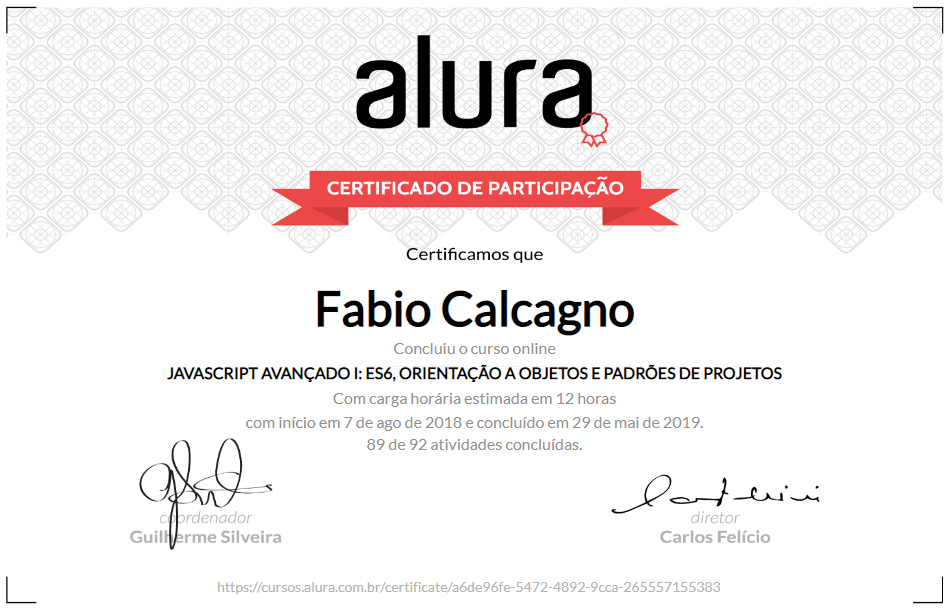 alura
CERTIFICADO DE PARTICIPAÇÃO
Certificamos que
Fabio Calcagno
Concluiu o curso online
JAVASCRIPT AVANÇADO I: ES6, ORIENTAÇÃO A OBJETOS E PADRÕES DE PROJETOS
Com carga horária estimada em 12 horas
com início em 7 de ago de 2018 e concluído em 29 de mai de 2019.
89 de 92 atividades concluídas.
coordenador
Guilherme Silveira
diretor
Carlos Felício
https://cursos.alura.com.br/certificate/a6de96fe-5472-4892-9cca-265557155383